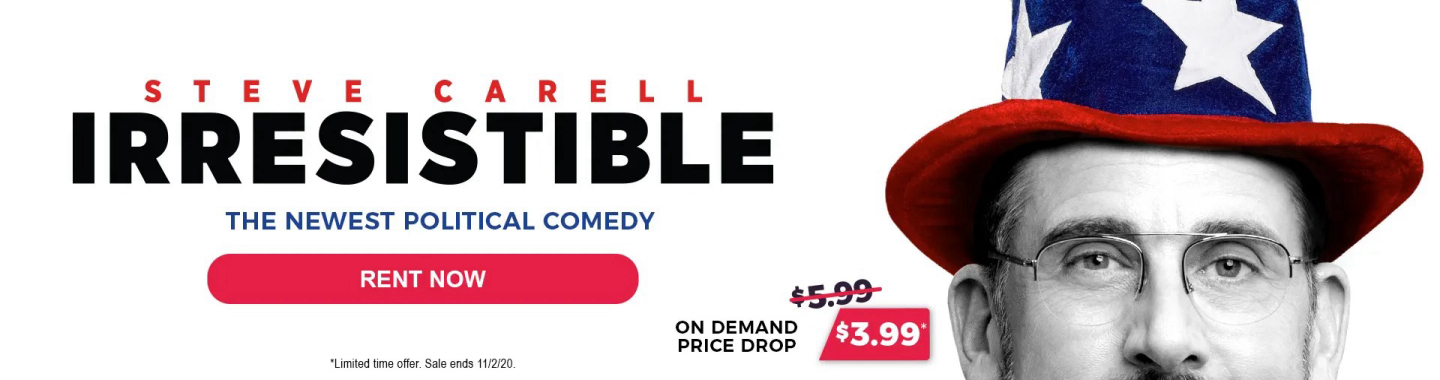 STEVE CARELL
IRRESISTIBLE
THE NEWEST POLITICAL COMEDY
RENT NOW
$5.99
ON DEMAND
PRICE DROP
$3.99*
*Limited time offer. Sale ends 11/2/20.